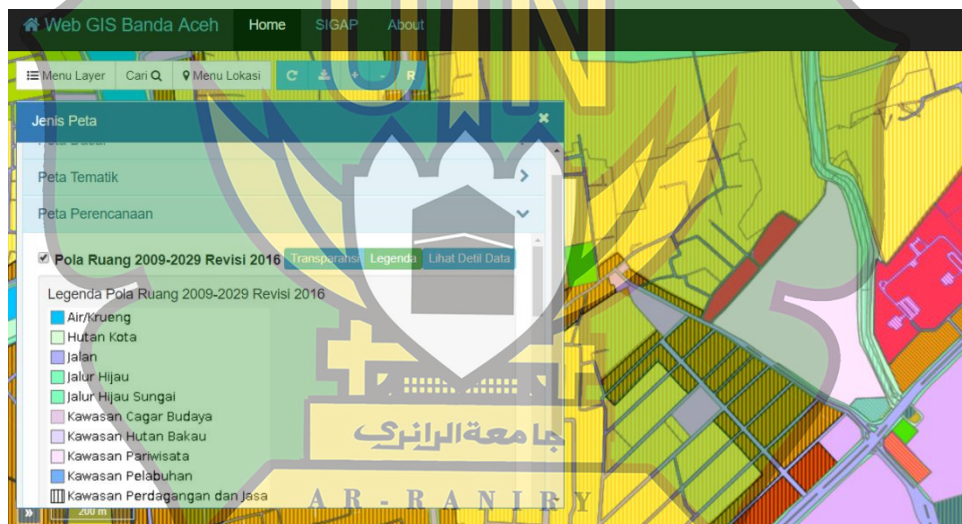 Web GIS Banda Aceh Home SIGAP About
UIN
Menu Layer Cari Menu Lokasi + - R
Jenis Peta ×
Peta Dasar
Peta Tematik
Peta Perencanaan
Pola Ruang 2009-2029 Revisi 2016 Transparansi Legenda Lihat Detil Data
Legenda Pola Ruang 2009-2029 Revisi 2016
Air/Krueng
Hutan Kota
Jalan
Jalur Hijau
Jalur Hijau Sungai
Kawasan Cagar Budaya
Kawasan Hutan Bakau
Kawasan Pariwisata
Kawasan Pelabuhan
Kawasan Perdagangan dan Jasa
جامعة الرانري
200 m
AR-RANIRY